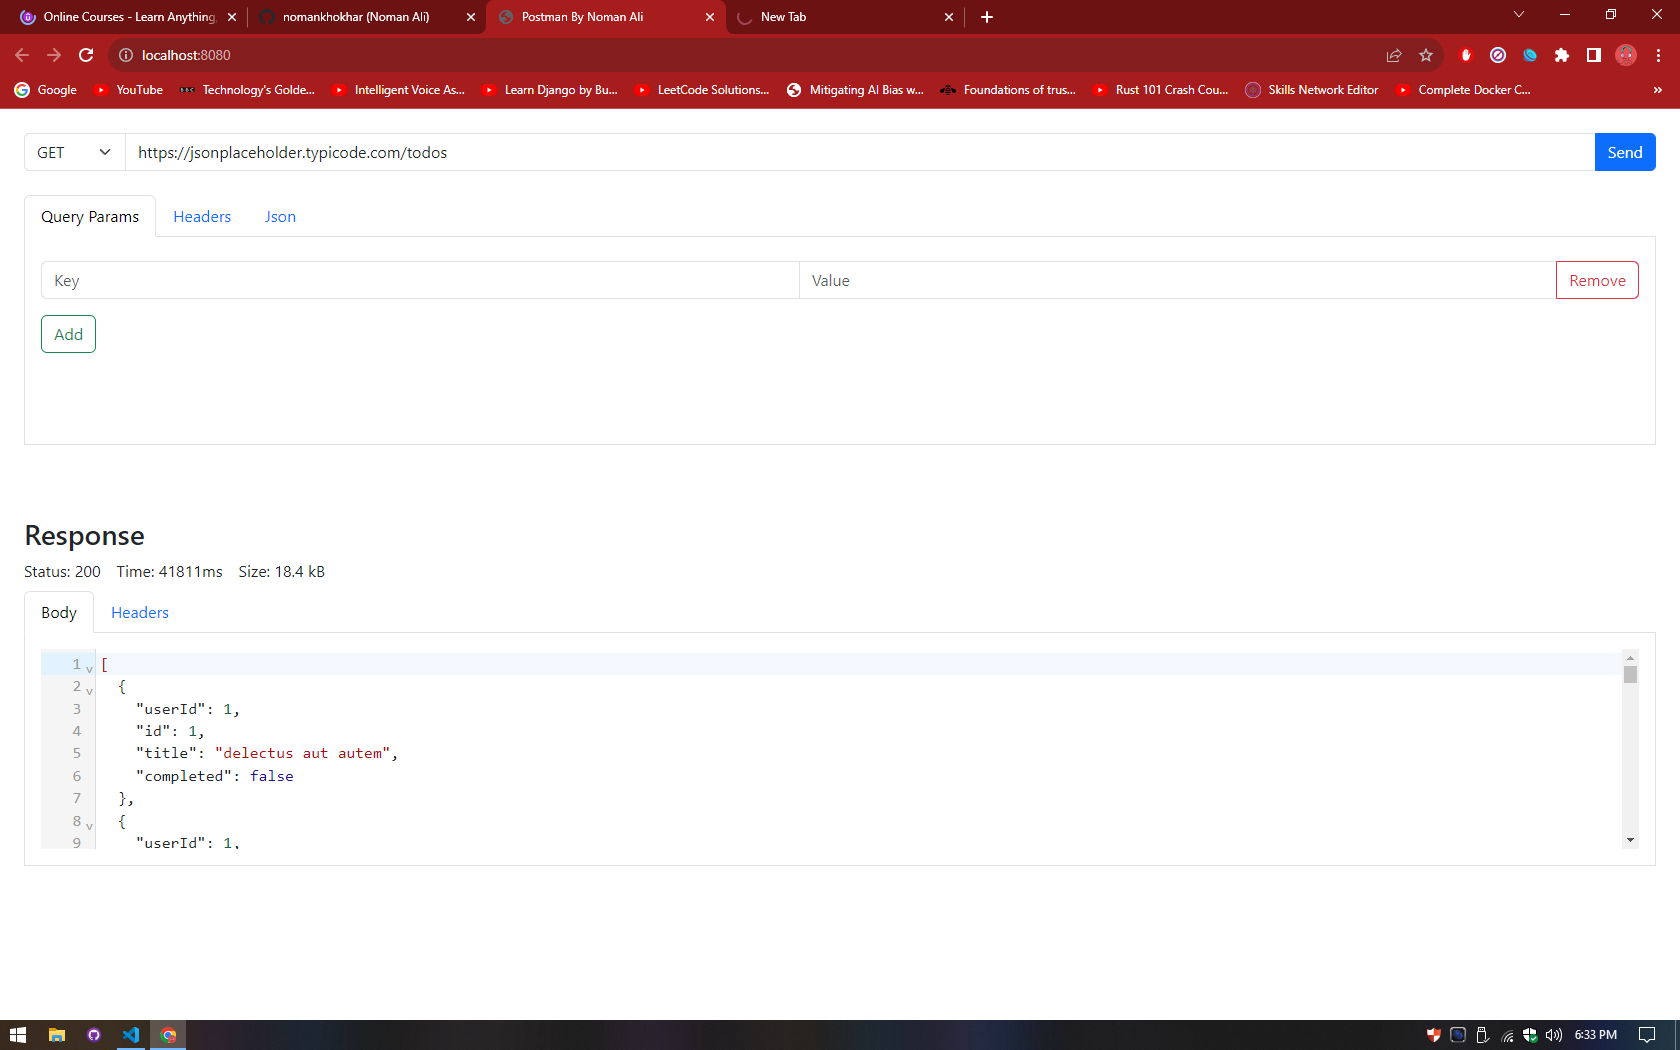 Online Courses - Learn Anything, nomankhokhar (Noman Ali) Postman By Noman Ali New Tab
localhost:8080
Google YouTube Technology's Golde... Intelligent Voice As... Learn Django by Bu... LeetCode Solutions... Mitigating AI Bias w... Foundations of trus... Rust 101 Crash Cou... Skills Network Editor Complete Docker C... »
GET https://jsonplaceholder.typicode.com/todos Send
Query Params Headers Json
Key Value Remove
Add
Response
Status: 200 Time: 41811ms Size: 18.4 kB
Body Headers
1 [
2 {
3 "userId": 1,
4 "id": 1,
5 "title": "delectus aut autem",
6 "completed": false
7 },
8 {
9 "userId": 1,
6:33 PM